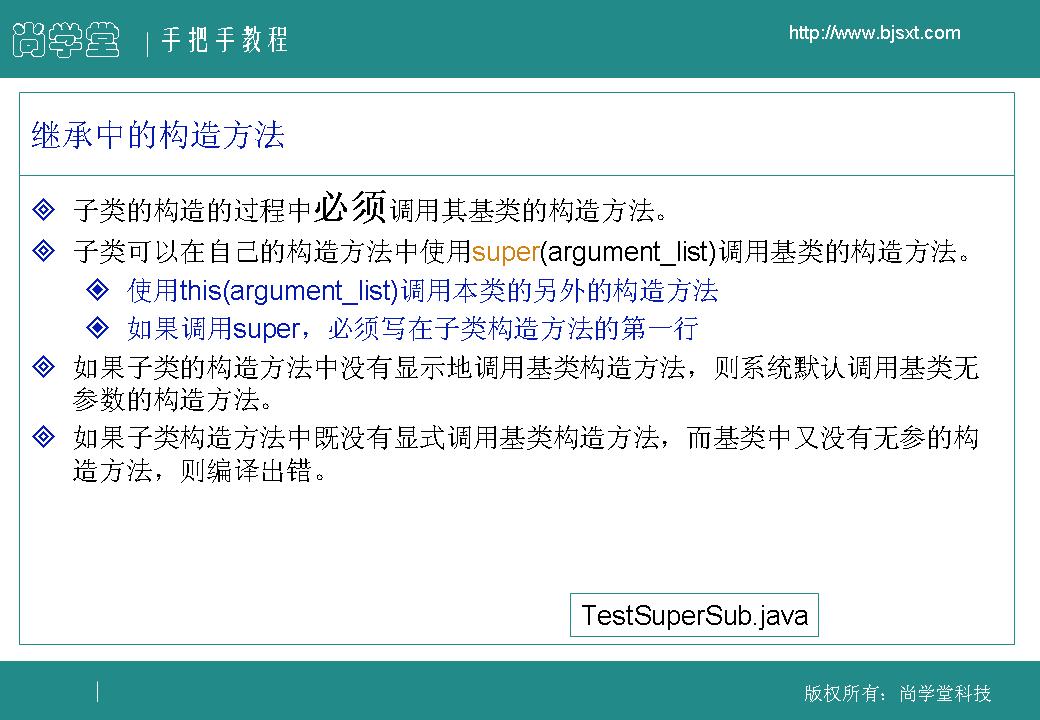 尚学堂 手把手教程
http://www.bjsxt.com
继承中的构造方法
子类的构造的过程中必须调用其基类的构造方法。
子类可以在自己的构造方法中使用super(argument_list)调用基类的构造方法。
使用this(argument_list)调用本类的另外的构造方法
如果调用super，必须写在子类构造方法的第一行
如果子类的构造方法中没有显示地调用基类构造方法，则系统默认调用基类无
参数的构造方法。
如果子类构造方法中既没有显式调用基类构造方法，而基类中又没有无参的构
造方法，则编译出错。
TestSuperSub.java
版权所有：尚学堂科技